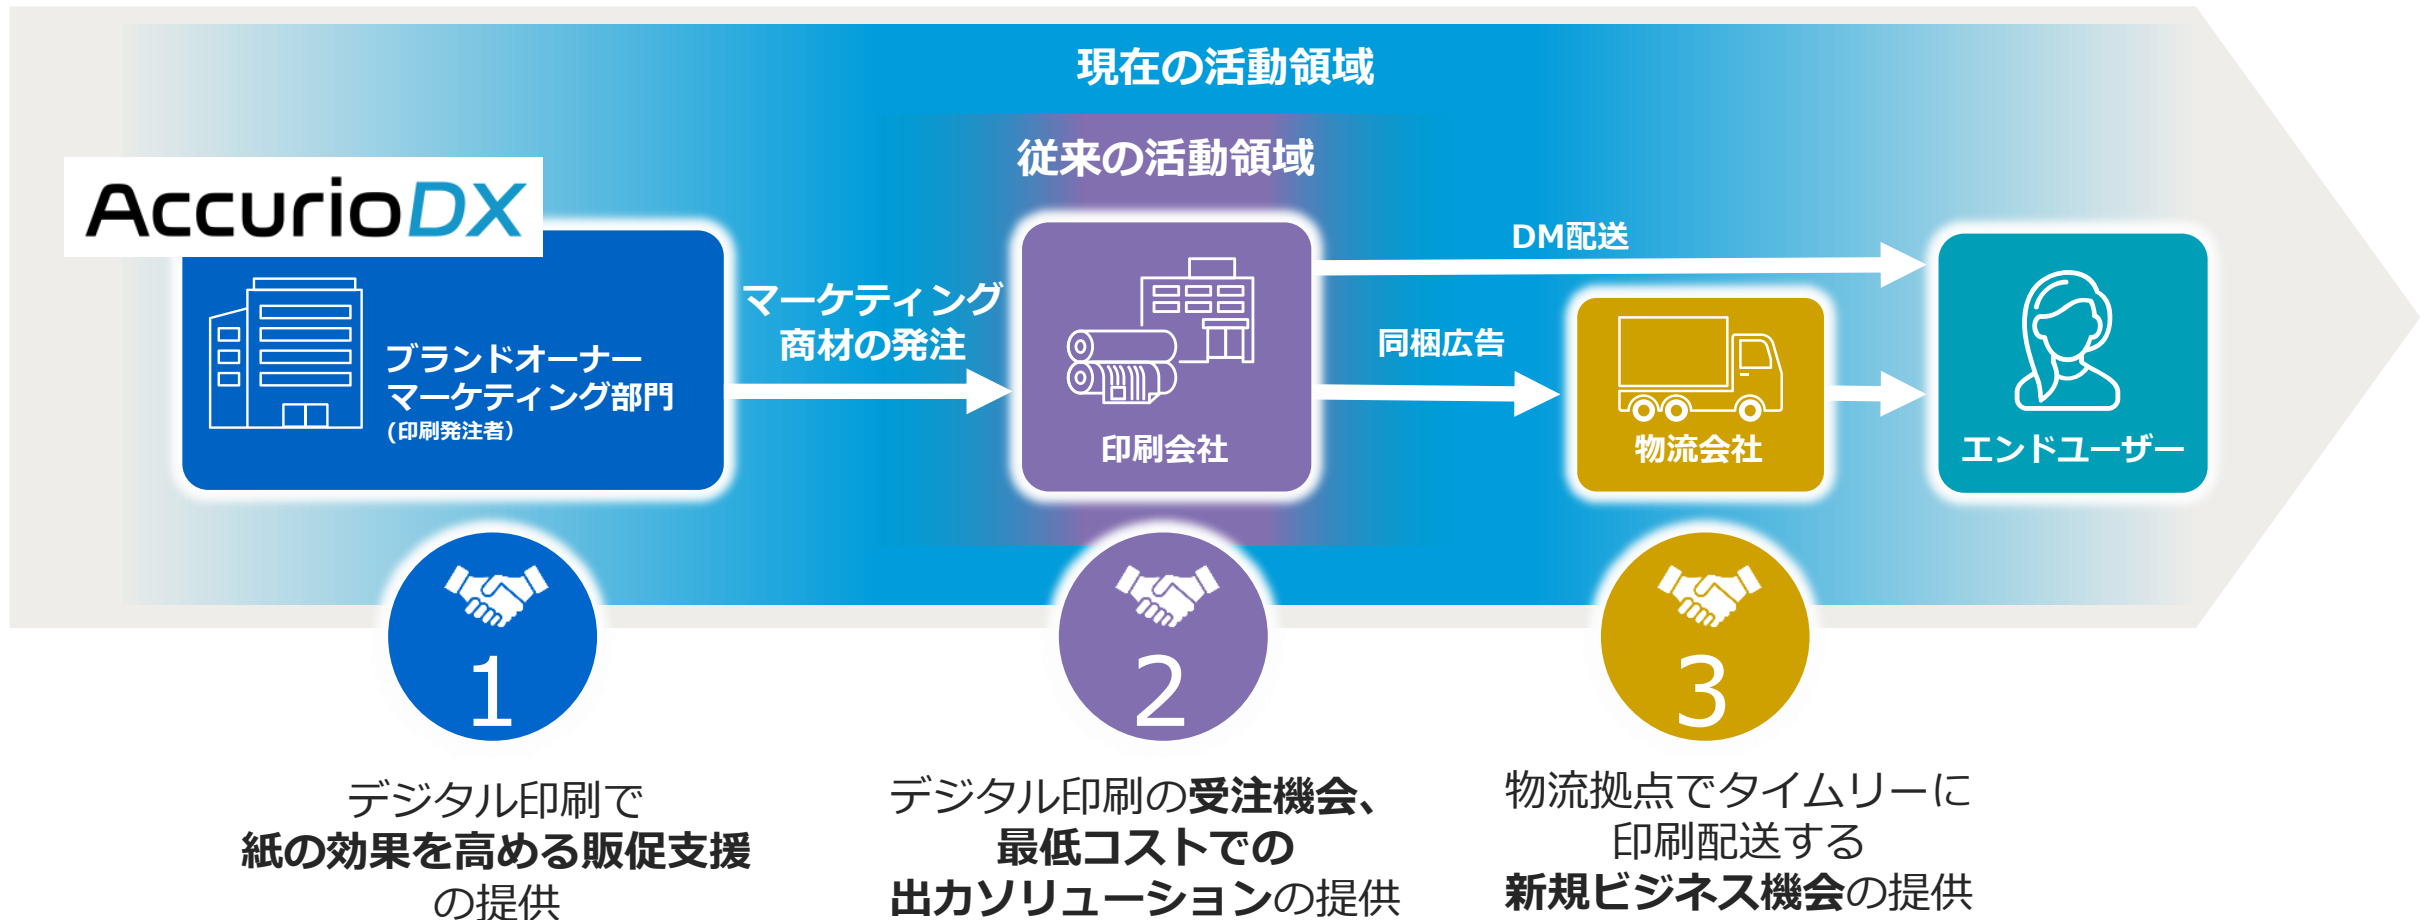 現在の活動領域
従来の活動領域
AccurioDX
ブランドオーナー
マーケティング部門
(印刷発注者）
マーケティング
商材の発注
印刷会社
DM配送
同梱広告
物流会社
エンドユーザー
1
デジタル印刷で
紙の効果を高める販促支援
の提供
2
デジタル印刷の受注機会、
最低コストでの
出力ソリューションの提供
3
物流拠点でタイムリーに
印刷配送する
新規ビジネス機会の提供